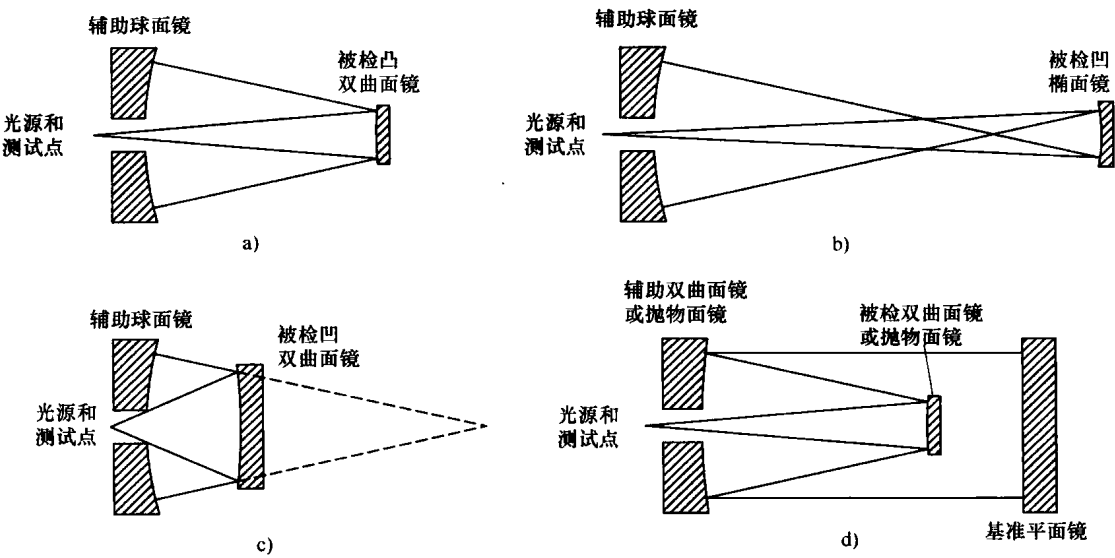 辅助球面镜
被检凸
双曲面镜
光源和
测试点
a)
辅助球面镜
被检凹
椭面镜
光源和
测试点
b)
辅助球面镜
被检凹
双曲面镜
光源和
测试点
c)
辅助双曲面镜
或抛物面镜
被检双曲面镜
或抛物面镜
光源和
测试点
基准平面镜
d)